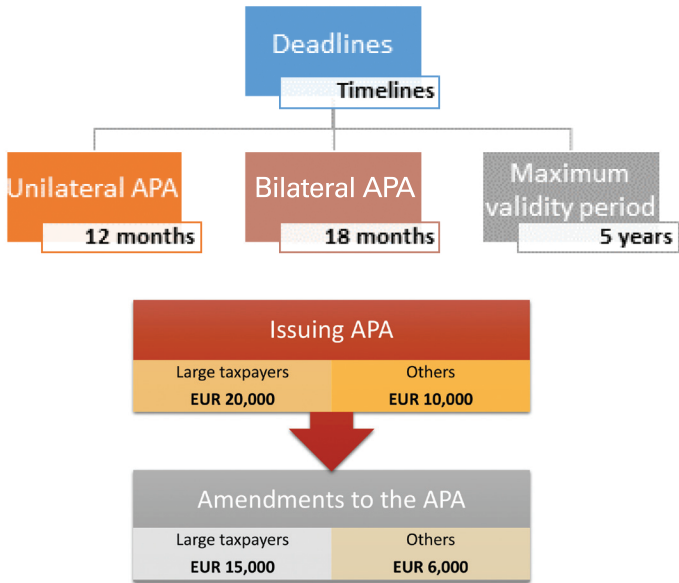 Deadlines
Timelines
Unilateral APA
12 months
Bilateral APA
18 months
Maximum
validity period
5 years
Issuing APA
Large taxpayers
EUR 20,000
Others
EUR 10,000
Amendments to the APA
Large taxpayers
EUR 15,000
Others
EUR 6,000